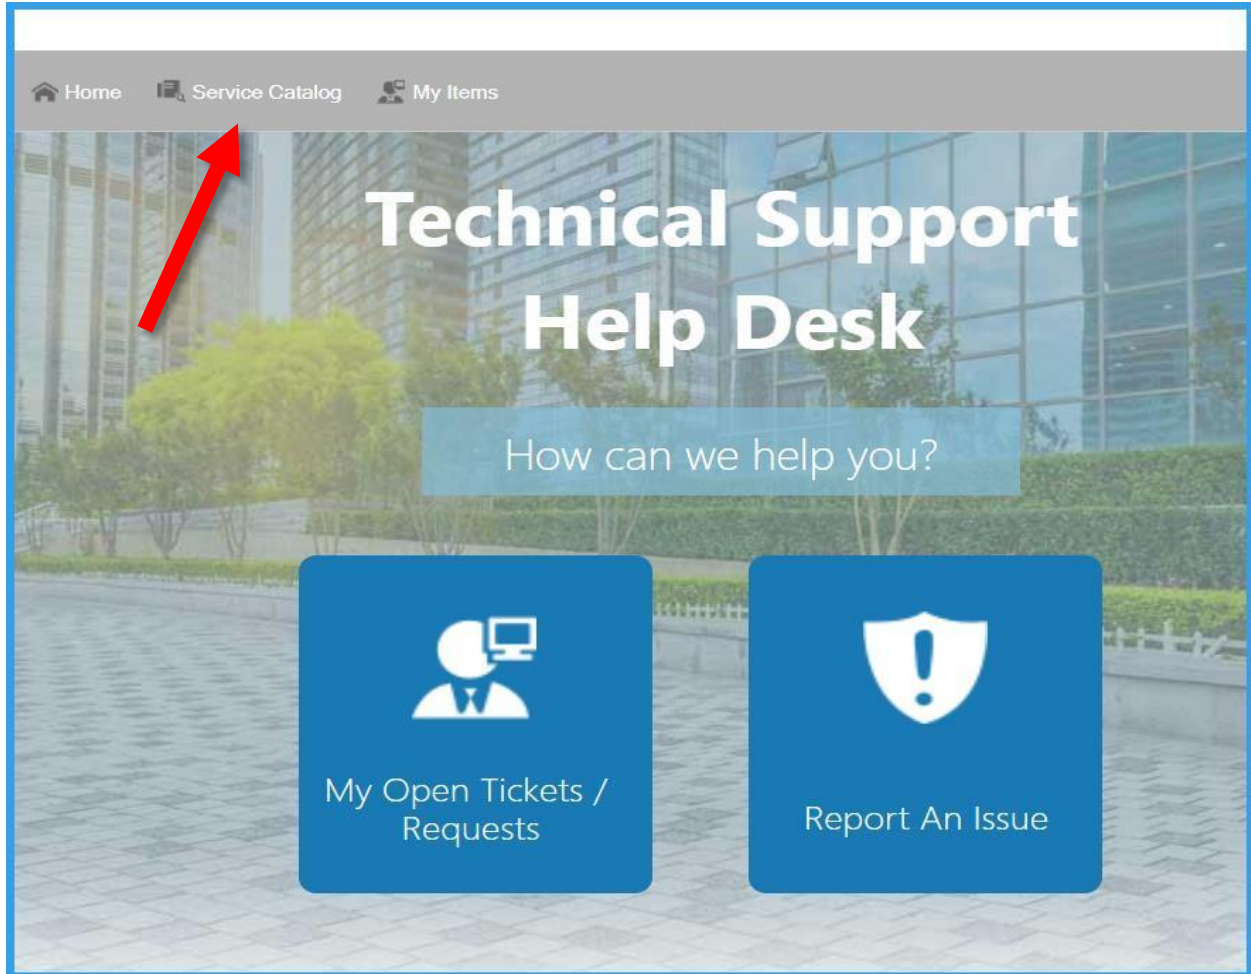 Home Service Catalog My Items
Technical Support
Help Desk
How can we help you?
My Open Tickets /
Requests
Report An Issue